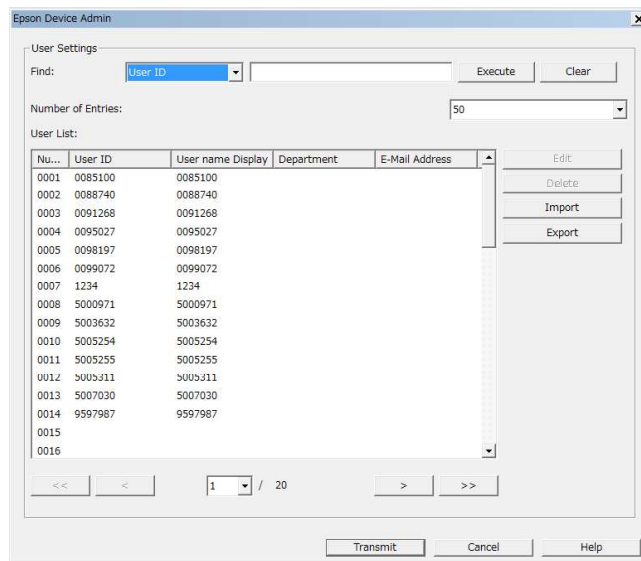 Epson Device Admin
User Settings
Find: User ID Execute Clear
Number of Entries: 50
User List:
Nu... User ID User name Display Department E-Mail Address
0001 0085100 0085100
0002 0088740 0088740
0003 0091268 0091268
0004 0095027 0095027
0005 0098197 0098197
0006 0099072 0099072
0007 1234 1234
0008 5000971 5000971
0009 5003632 5003632
0010 5005254 5005254
0011 5005255 5005255
0012 5005311 5005311
0013 5007030 5007030
0014 9597987 9597987
0015
0016
Edit
Delete
Import
Export
<< < 1 / 20 > >>
Transmit Cancel Help